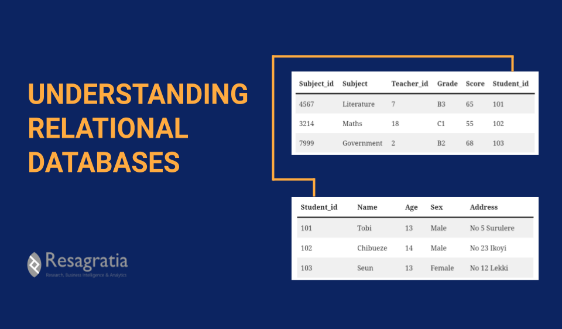 UNDERSTANDING
RELATIONAL
DATABASES
Resagratia
Research, Business Intelligence & Analytics
Subject_id Subject Teacher_id Grade Score Student_id
4567 Literature 7 B3 65 101
3214 Maths 18 C1 55 102
7999 Government 2 B2 68 103
Student_id Name Age Sex Address
101 Tobi 13 Male No 5 Surulere
102 Chibueze 14 Male No 23 Ikoyi
103 Seun 13 Female No 12 Lekki